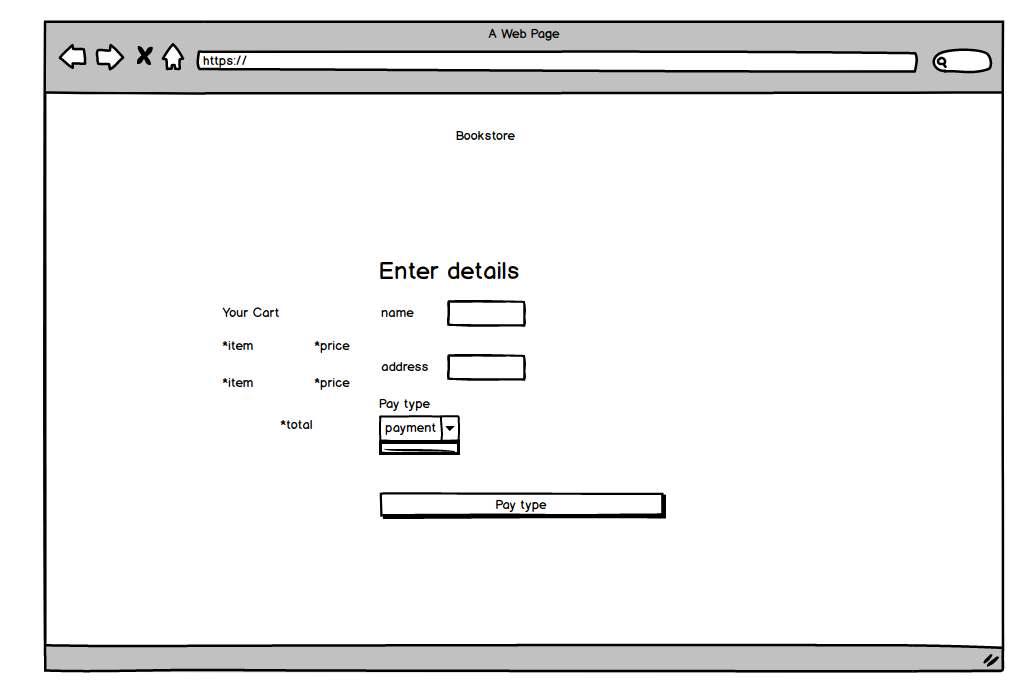 A Web Page
https://
Bookstore
Enter details
Your Cart
name
*item *price
address
*item *price
Pay type
*total
payment
Pay type